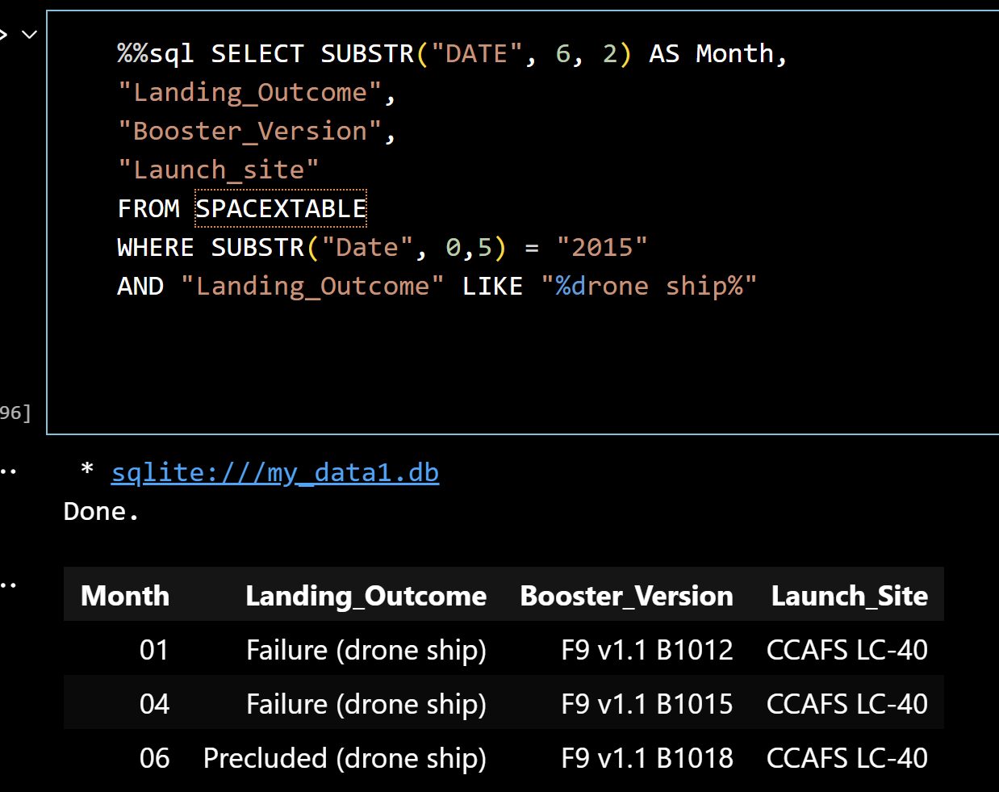 %%sql SELECT SUBSTR("DATE", 6, 2) AS Month,
"Landing_Outcome",
"Booster_Version",
"Launch_site"
FROM SPACEXTABLE
WHERE SUBSTR("Date", 0,5) = "2015"
AND "Landing_Outcome" LIKE "%drone ship%"
96]
* sqlite:///my_data1.db
Done.
Month Landing_Outcome Booster_Version Launch_Site
01 Failure (drone ship) F9 v1.1 B1012 CCAFS LC-40
04 Failure (drone ship) F9 v1.1 B1015 CCAFS LC-40
06 Precluded (drone ship) F9 v1.1 B1018 CCAFS LC-40